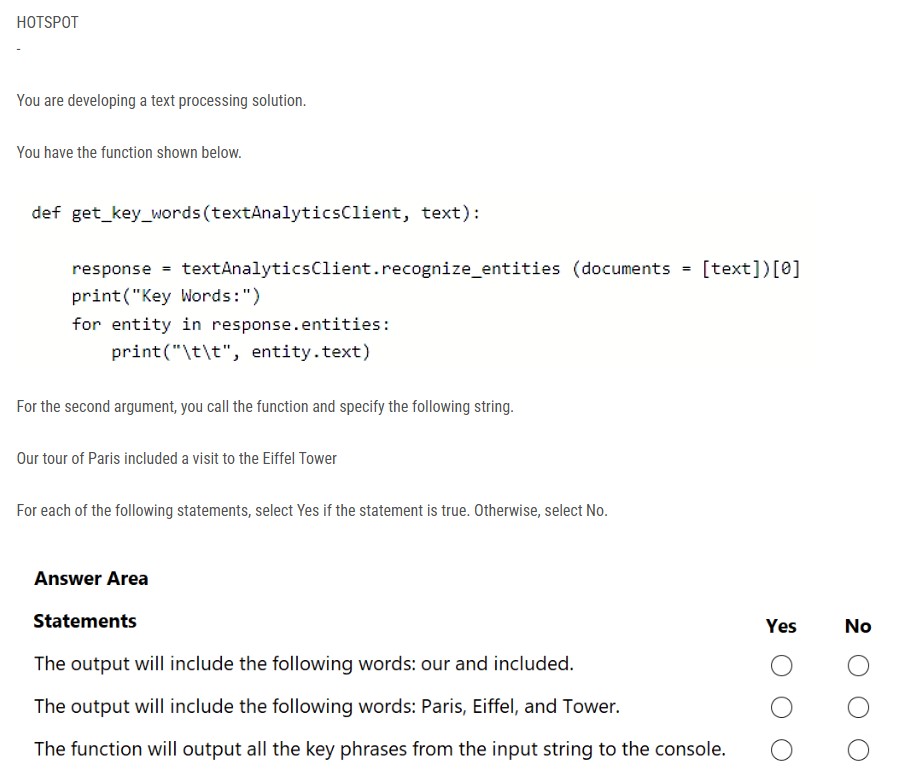 HOTSPOT
-
You are developing a text processing solution.
You have the function shown below.
def get_key_words(textAnalyticsClient, text):
response = textAnalyticsClient.recognize_entities (documents = [text])[0]
print("Key Words:")
for entity in response.entities:
print("\t\t", entity.text)
For the second argument, you call the function and specify the following string.
Our tour of Paris included a visit to the Eiffel Tower
For each of the following statements, select Yes if the statement is true. Otherwise, select No.
Answer Area
Statements Yes No
The output will include the following words: our and included.
The output will include the following words: Paris, Eiffel, and Tower.
The function will output all the key phrases from the input string to the console.